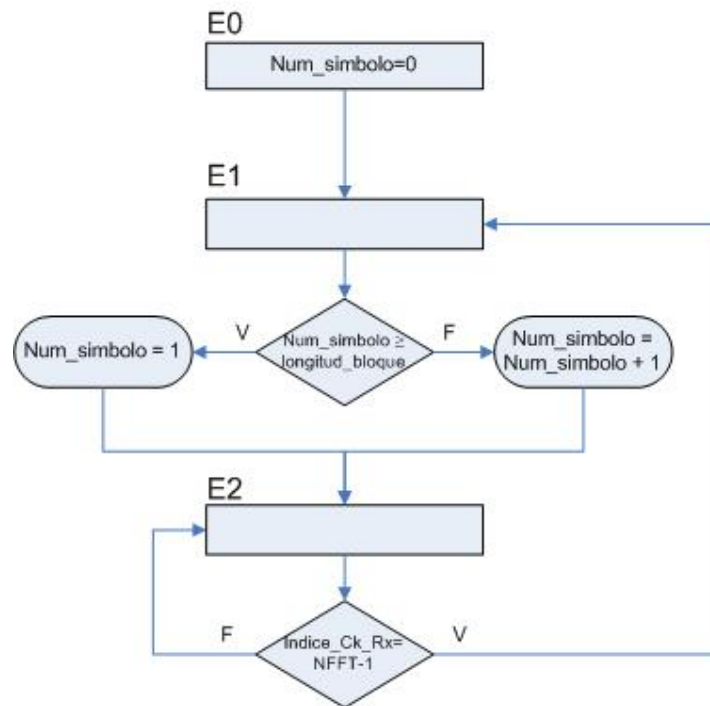 E0
Num_simbolo=0
E1
V
Num_simbolo ≥
longitud_bloque
F
Num_simbolo = 1
Num_simbolo =
Num_simbolo + 1
E2
F
Indice_Ck_Rx=
NFFT-1
V